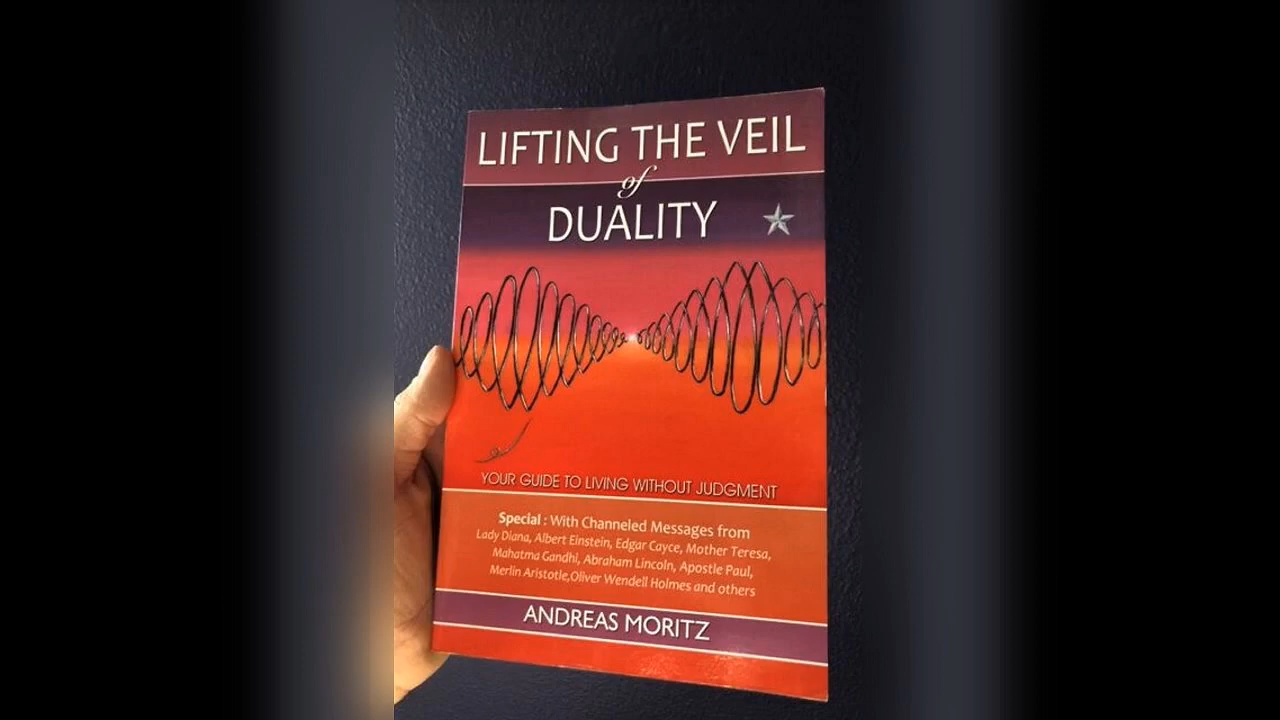 LIFTING THE VEIL
of
DUALITY
YOUR GUIDE TO LIVING WITHOUT JUDGMENT
Special : With Channeled Messages from
Lady Diana, Albert Einstein, Edgar Cayce, Mother Teresa,
Mahatma Gandhi, Abraham Lincoln, Apostle Paul,
Merlin Aristotle,Oliver Wendell Holmes and others
ANDREAS MORITZ